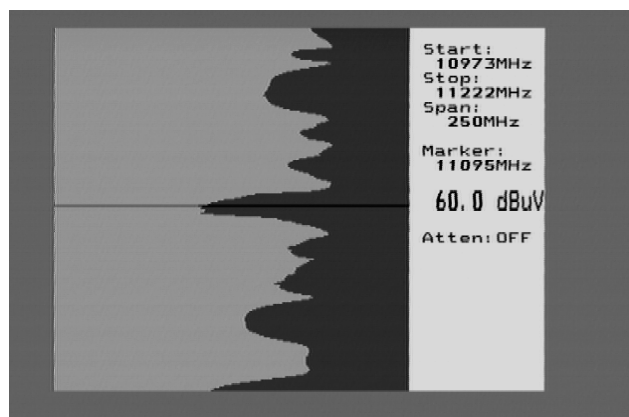 Start:
10973MHz
Stop:
11222MHz
Span:
250MHz
Marker:
11095MHz
60.0 dBuV
Atten:OFF